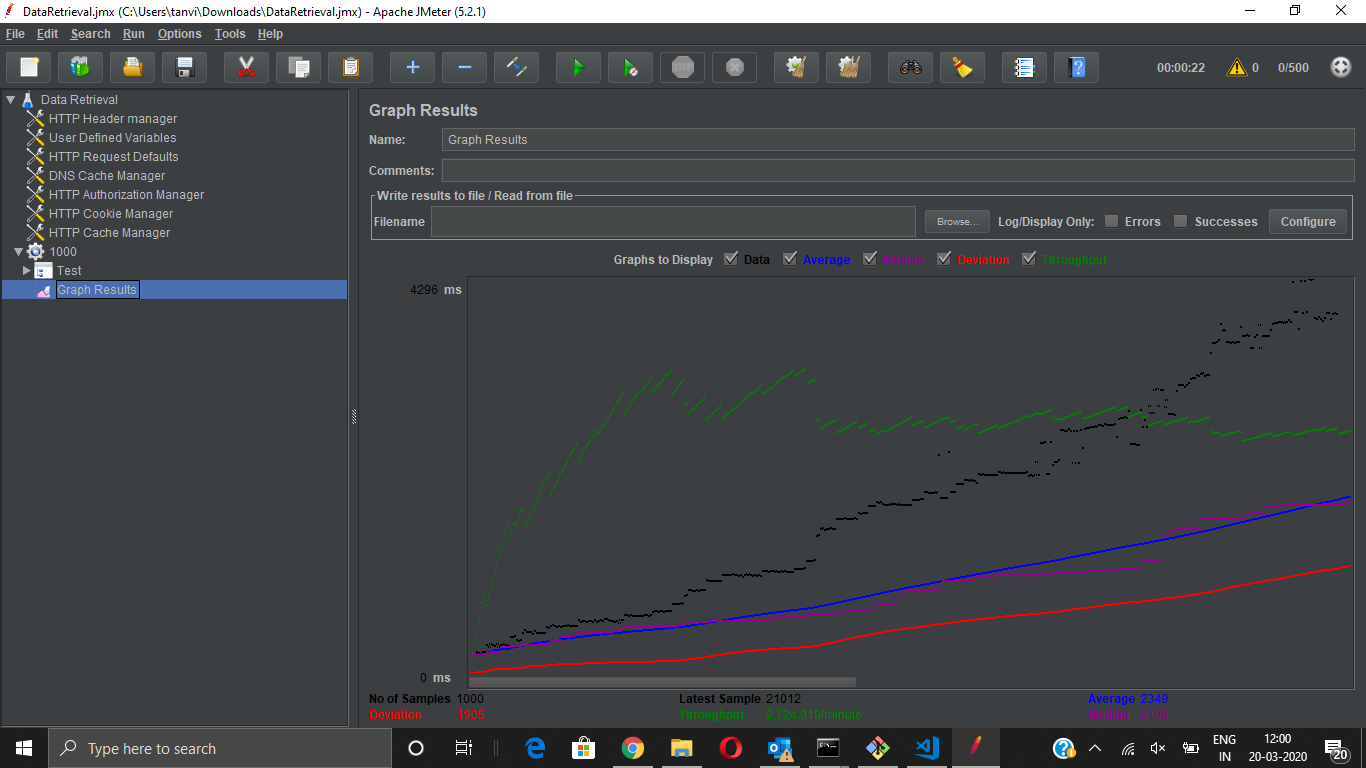 DataRetrieval.jmx (C:\Users\tanvi\Downloads\DataRetrieval.jmx) - Apache JMeter (5.2.1)
File Edit Search Run Options Tools Help
STOP 00:00:22 0 0/500
Data Retrieval
HTTP Header manager
User Defined Variables
HTTP Request Defaults
DNS Cache Manager
HTTP Authorization Manager
HTTP Cookie Manager
HTTP Cache Manager
1000
Test
Graph Results
Graph Results
Name: Graph Results
Comments:
Write results to file / Read from file
Filename Browse... Log/Display Only: Errors Successes Configure
Graphs to Display Data Average Median Deviation Throughput
4296 ms
0 ms
No of Samples 1000 Latest Sample 21012 Average 2349
Deviation 1905 Throughput 2,724.919/minute Median
Type here to search
ENG
IN
12:00
20-03-2020
20